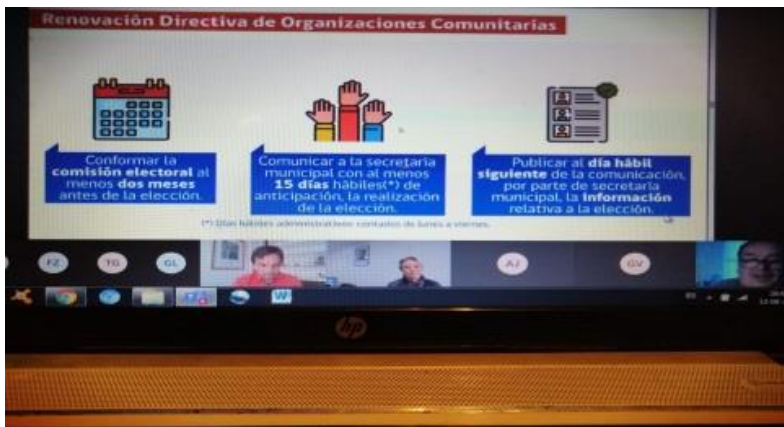 Renovación Directiva de Organizaciones Comunitarias
Conformar la
comisión electoral al
menos dos meses
antes de la elección.
Comunicar a la secretaría
municipal con al menos
15 días hábiles(*) de
anticipación, la realización
de la elección.
Publicar al día hábil
siguiente de la comunicación,
por parte de secretaría
municipal, la información
relativa a la elección.
(*) Días hábiles administrativos contados de lunes a viernes.
FZ TG GL AJ GV
W
ES
hp